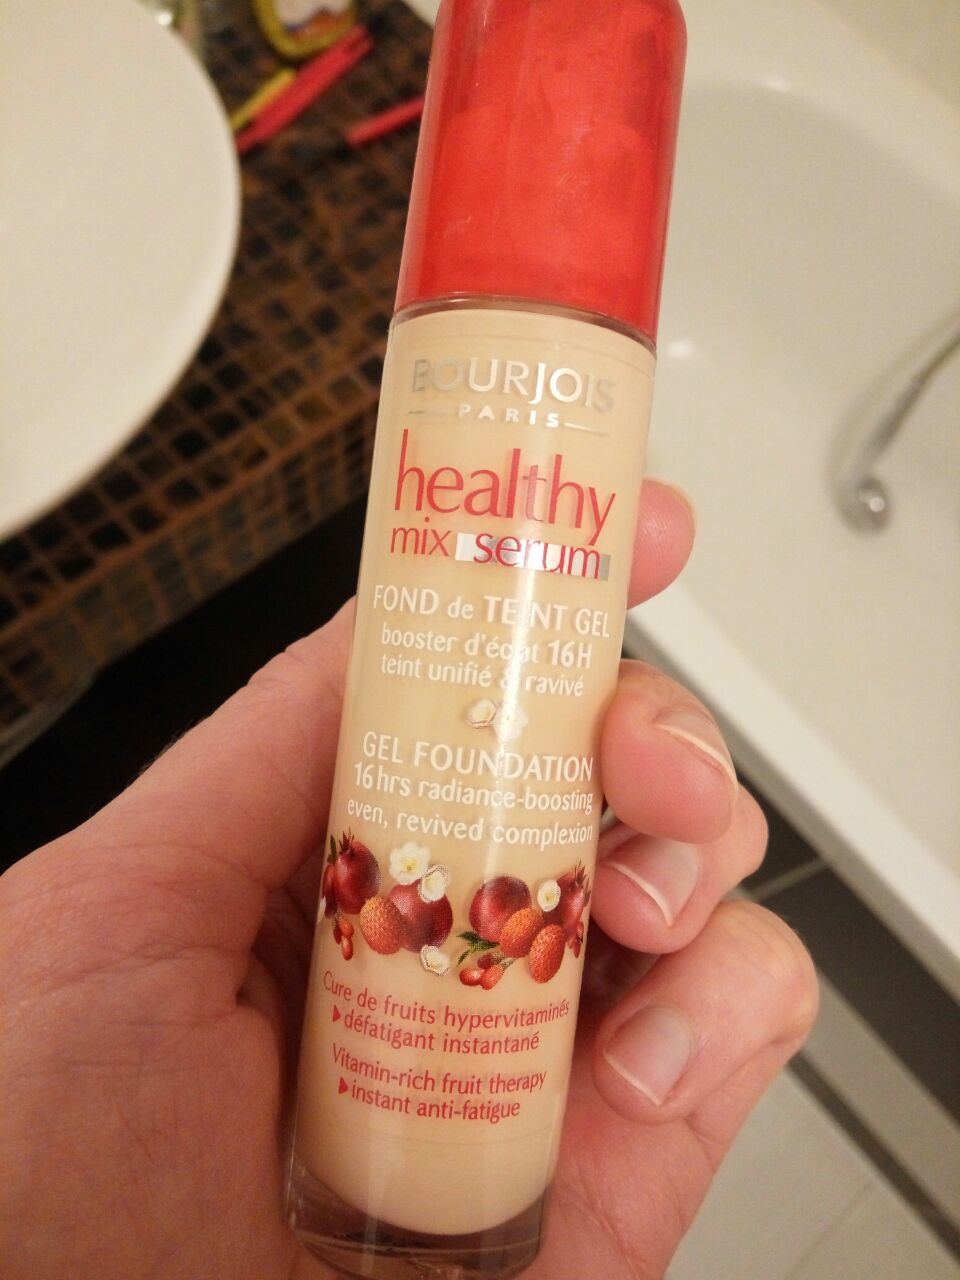 BOURJOIS
PARIS
healthy
mix serum
FOND de TEINT GEL
booster d'éclat 16H
teint unifié & ravivé
GEL FOUNDATION
16hrs radiance-boosting
even, revived complexion
Cure de fruits hypervitaminés
défatigant instantané
Vitamin-rich fruit therapy
instant anti-fatigue